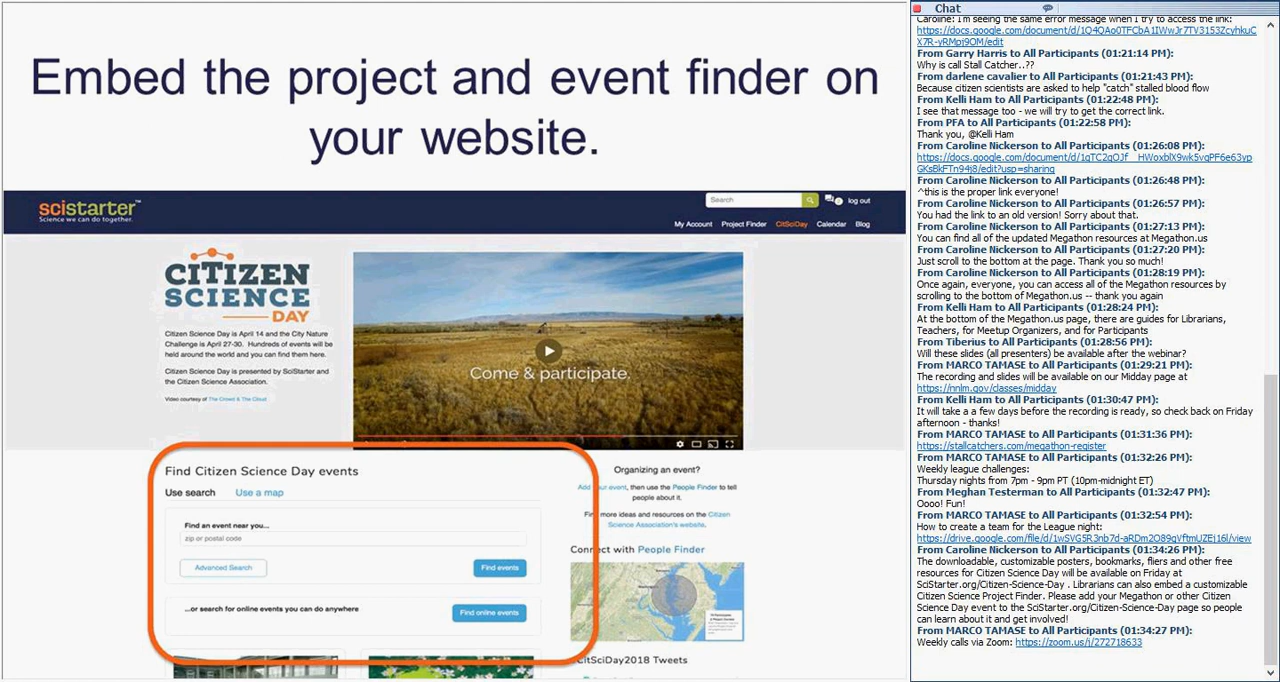 Embed the project and event finder on
your website.
scistarter™
Science we can do together.
Search
log out
My Account Project Finder CitSciDay Calendar Blog
CITIZEN
SCIENCE
DAY
Citizen Science Day is April 14 and the City Nature
Challenge is April 27-30. Hundreds of events will be
held around the world and you can find them here.
Citizen Science Day is presented by SciStarter and
the Citizen Science Association.
Video courtesy of The Crowd & The Cloud
Come & participate.
Find Citizen Science Day events
Use search Use a map
Find an event near you...
zip or postal code
Advanced Search Find events
...or search for online events you can do anywhere
Find online events
Organizing an event?
Add your event, then use the People Finder to tell
people about it.
Find more ideas and resources on the Citizen
Science Association's website.
Connect with People Finder
CitSciDay2018 Tweets
Chat
Caroline: I'm seeing the same error message when I try to access the link:
From Garry Harris to All Participants (01:21:14 PM):
Why is call Stall Catcher..??
From darlene cavalier to All Participants (01:21:43 PM):
Because citizen scientists are asked to help "catch" stalled blood flow
From Kelli Ham to All Participants (01:22:48 PM):
I see that message too - we will try to get the correct link.
From PFA to All Participants (01:22:58 PM):
Thank you, @Kelli Ham
From Caroline Nickerson to All Participants (01:26:08 PM):
From Caroline Nickerson to All Participants (01:26:48 PM):
^this is the proper link everyone!
From Caroline Nickerson to All Participants (01:26:57 PM):
You had the link to an old version! Sorry about that.
From Caroline Nickerson to All Participants (01:27:13 PM):
You can find all of the updated Megathon resources at Megathon.us
From Caroline Nickerson to All Participants (01:27:20 PM):
Just scroll to the bottom at the page. Thank you so much!
From Caroline Nickerson to All Participants (01:28:19 PM):
Once again, everyone, you can access all of the Megathon resources by
scrolling to the bottom of Megathon.us -- thank you again
From Kelli Ham to All Participants (01:28:24 PM):
At the bottom of the Megathon.us page, there are guides for Librarians,
Teachers, for Meetup Organizers, and for Participants
From Tiberius to All Participants (01:28:56 PM):
Will these slides (all presenters) be available after the webinar?
From MARCO TAMASE to All Participants (01:29:21 PM):
The recording and slides will be available on our Midday page at
https://nnlm.gov/classes/midday
From Kelli Ham to All Participants (01:30:47 PM):
It will take a a few days before the recording is ready, so check back on Friday
afternoon - thanks!
From MARCO TAMASE to All Participants (01:31:36 PM):
https://stallcatchers.com/megathon-register
From MARCO TAMASE to All Participants (01:32:26 PM):
Weekly league challenges:
Thursday nights from 7pm - 9pm PT (10pm-midnight ET)
From Meghan Testerman to All Participants (01:32:47 PM):
Oooo! Fun!
From MARCO TAMASE to All Participants (01:32:54 PM):
How to create a team for the League night:
From Caroline Nickerson to All Participants (01:34:26 PM):
The downloadable, customizable posters, bookmarks, fliers and other free
resources for Citizen Science Day will be available on Friday at
SciStarter.org/Citizen-Science-Day . Librarians can also embed a customizable
Citizen Science Project Finder. Please add your Megathon or other Citizen
Science Day event to the SciStarter.org/Citizen-Science-Day page so people
can learn about it and get involved!
From MARCO TAMASE to All Participants (01:34:27 PM):
Weekly calls via Zoom: https://zoom.us/j/272718633